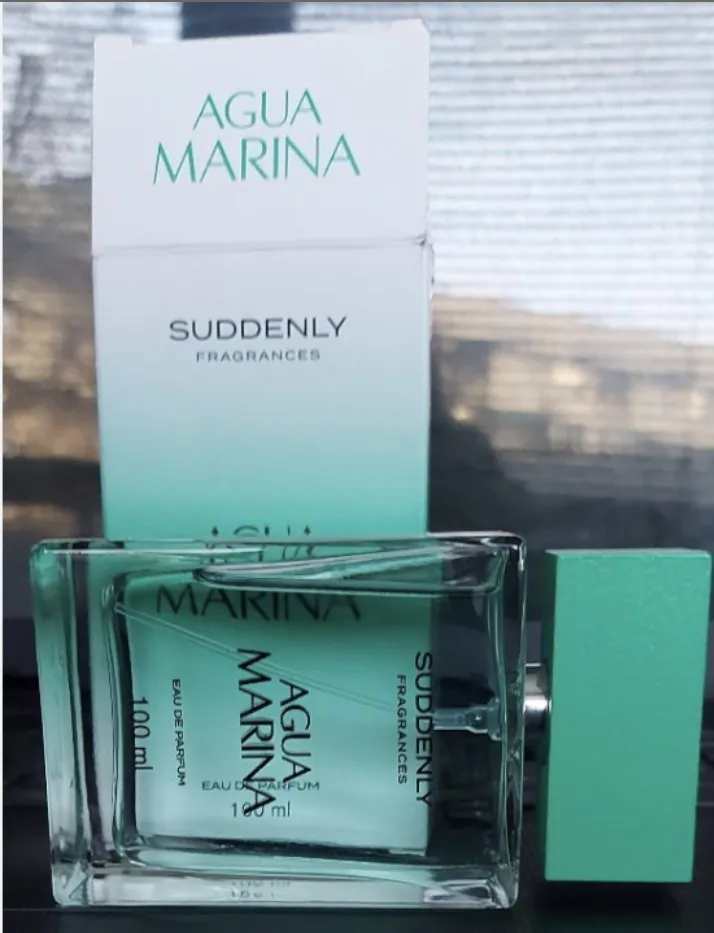 AGUA
MARINA
SUDDENLY
FRAGRANCES
AGUA
MARINA
EAU DE PARFUM
100 ml
SUDDENLY
FRAGRANCES
AGUA
MARINA
EAU DE PARFUM
100 ml